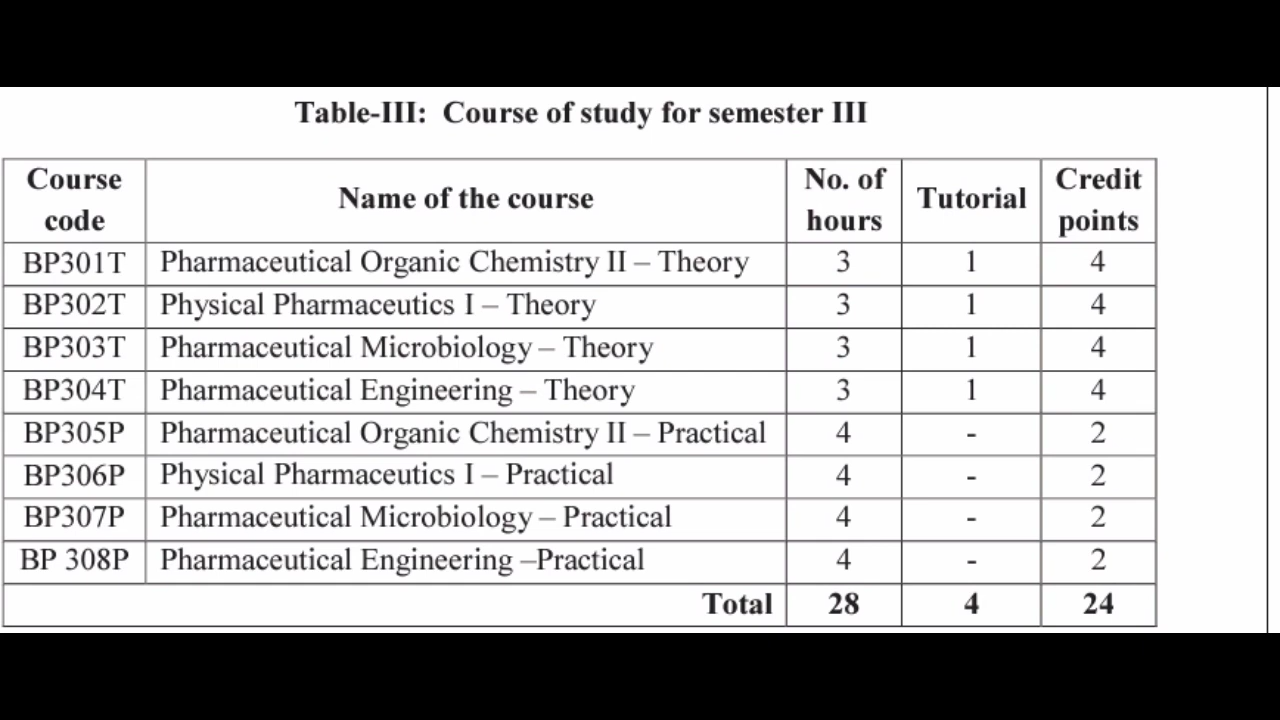 Table-III: Course of study for semester III
Course code Name of the course No. of hours Tutorial Credit points
BP301T Pharmaceutical Organic Chemistry II – Theory 3 1 4
BP302T Physical Pharmaceutics I – Theory 3 1 4
BP303T Pharmaceutical Microbiology – Theory 3 1 4
BP304T Pharmaceutical Engineering – Theory 3 1 4
BP305P Pharmaceutical Organic Chemistry II – Practical 4 - 2
BP306P Physical Pharmaceutics I – Practical 4 - 2
BP307P Pharmaceutical Microbiology – Practical 4 - 2
BP 308P Pharmaceutical Engineering –Practical 4 - 2
Total 28 4 24